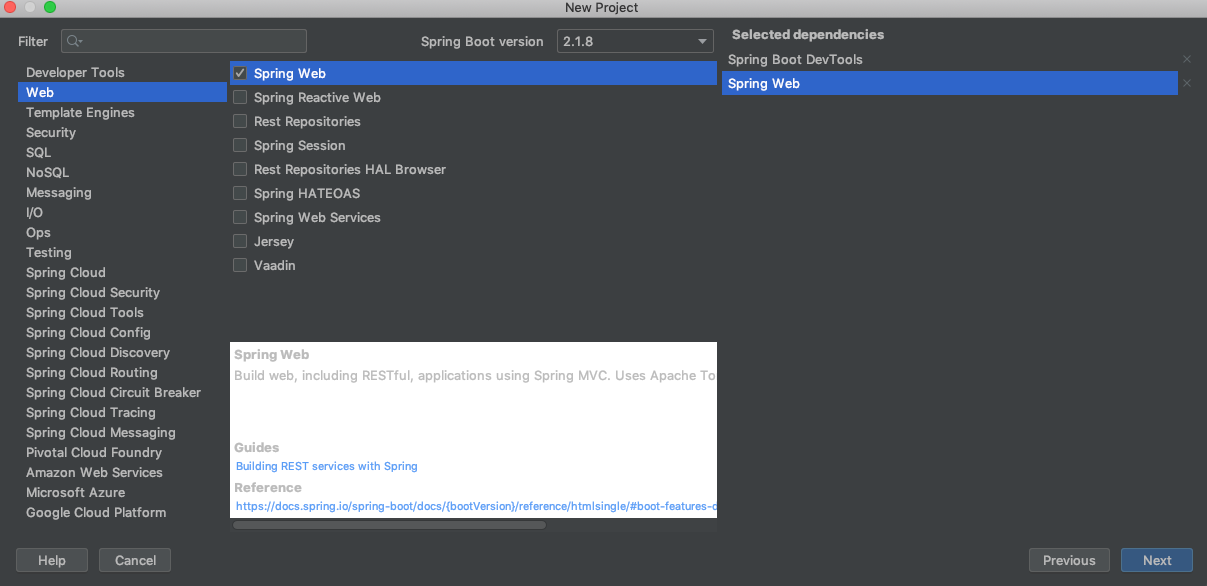 New Project
Filter
Spring Boot version 2.1.8
Selected dependencies
Developer Tools
Web
Template Engines
Security
SQL
NoSQL
Messaging
I/O
Ops
Testing
Spring Cloud
Spring Cloud Security
Spring Cloud Tools
Spring Cloud Config
Spring Cloud Discovery
Spring Cloud Routing
Spring Cloud Circuit Breaker
Spring Cloud Tracing
Spring Cloud Messaging
Pivotal Cloud Foundry
Amazon Web Services
Microsoft Azure
Google Cloud Platform
Spring Web
Spring Reactive Web
Rest Repositories
Spring Session
Rest Repositories HAL Browser
Spring HATEOAS
Spring Web Services
Jersey
Vaadin
Spring Web
Build web, including RESTful, applications using Spring MVC. Uses Apache To
Guides
Building REST services with Spring
Reference
https://docs.spring.io/spring-boot/docs/{bootVersion}/reference/htmlsingle/#boot-features-d
Spring Boot DevTools
Spring Web
Help
Cancel
Previous
Next